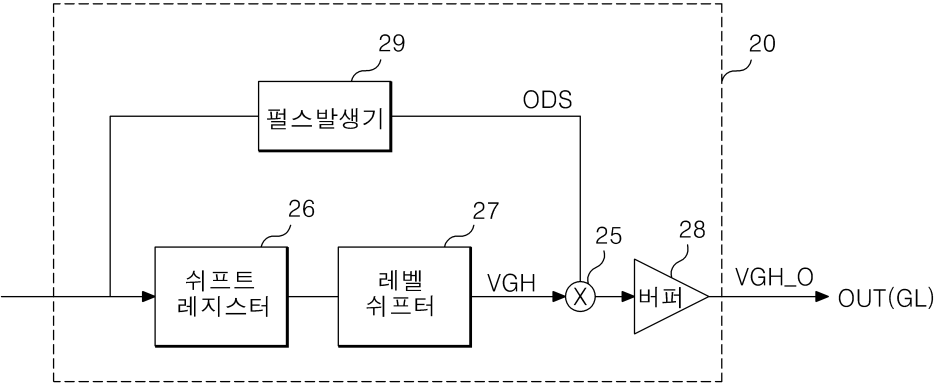 29
20
펄스발생기
ODS
26
27
25
28
쉬프트
레지스터
레벨
쉬프터
VGH
X
버퍼
VGH_O
OUT(GL)